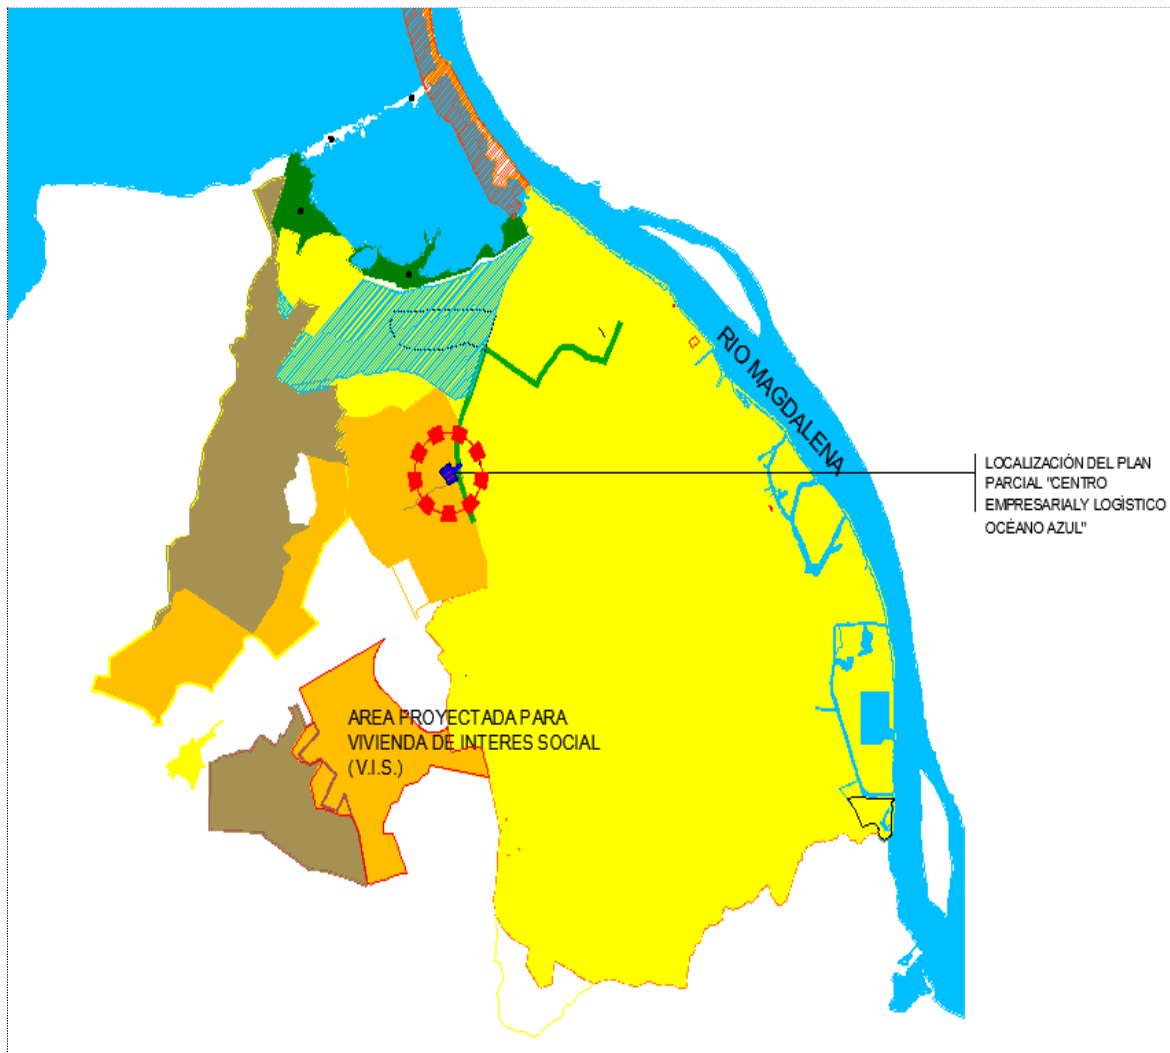 RIO MAGDALENA
LOCALIZACIÓN DEL PLAN
PARCIAL "CENTRO
EMPRESARIALY LOGÍSTICO
OCÉANO AZUL"
AREA PROYECTADA PARA
VIVIENDA DE INTERES SOCIAL
( V.I.S.)